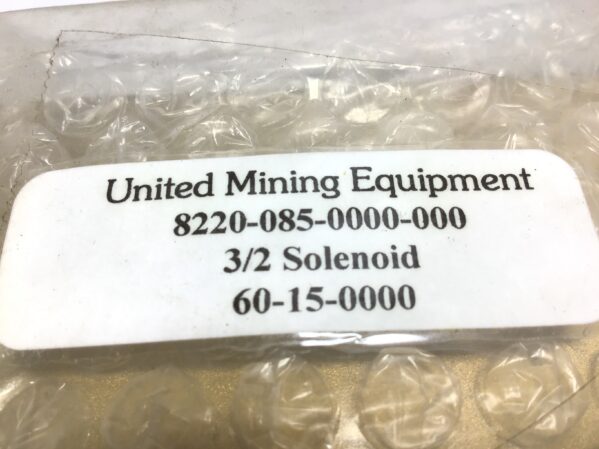 United Mining Equipment
8220-085-0000-000
3/2 Solenoid
60-15-0000